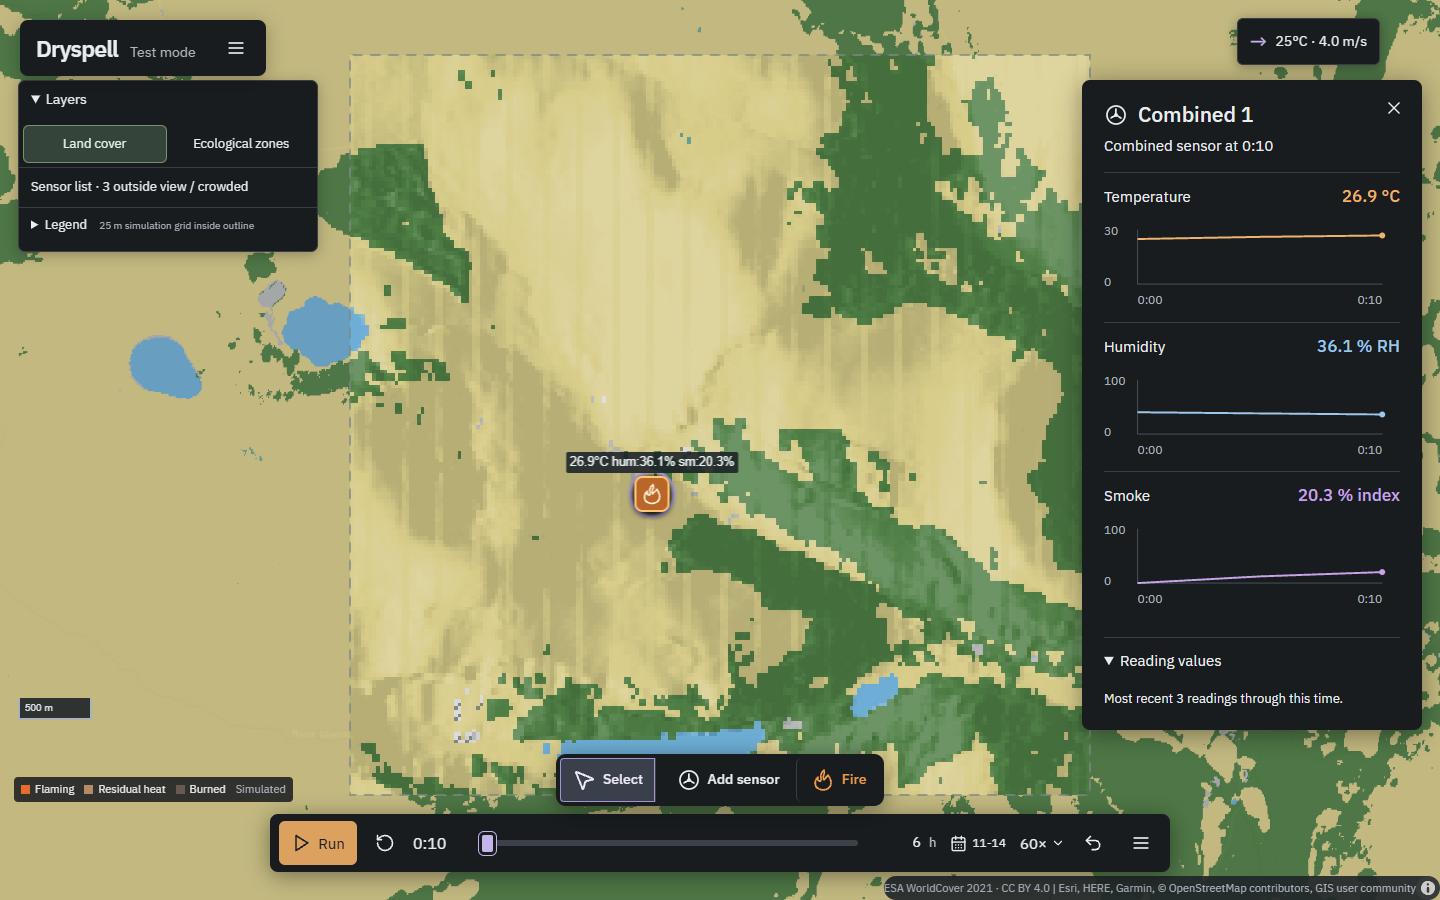 Dryspell Test mode
25°C · 4.0 m/s
Layers
Land cover
Ecological zones
Sensor list · 3 outside view / crowded
Legend 25 m simulation grid inside outline
Combined 1
Combined sensor at 0:10
Temperature 26.9 °C
30
0
0:00 0:10
Humidity 36.1 % RH
100
0
0:00 0:10
Smoke 20.3 % index
100
0
0:00 0:10
Reading values
Most recent 3 readings through this time.
26.9°C hum:36.1% sm:20.3%
500 m
Flaming Residual heat Burned Simulated
Select Add sensor Fire
Run 0:10 6 h 11-14 60×
ESA WorldCover 2021 · CC BY 4.0 | Esri, HERE, Garmin, © OpenStreetMap contributors, GIS user community